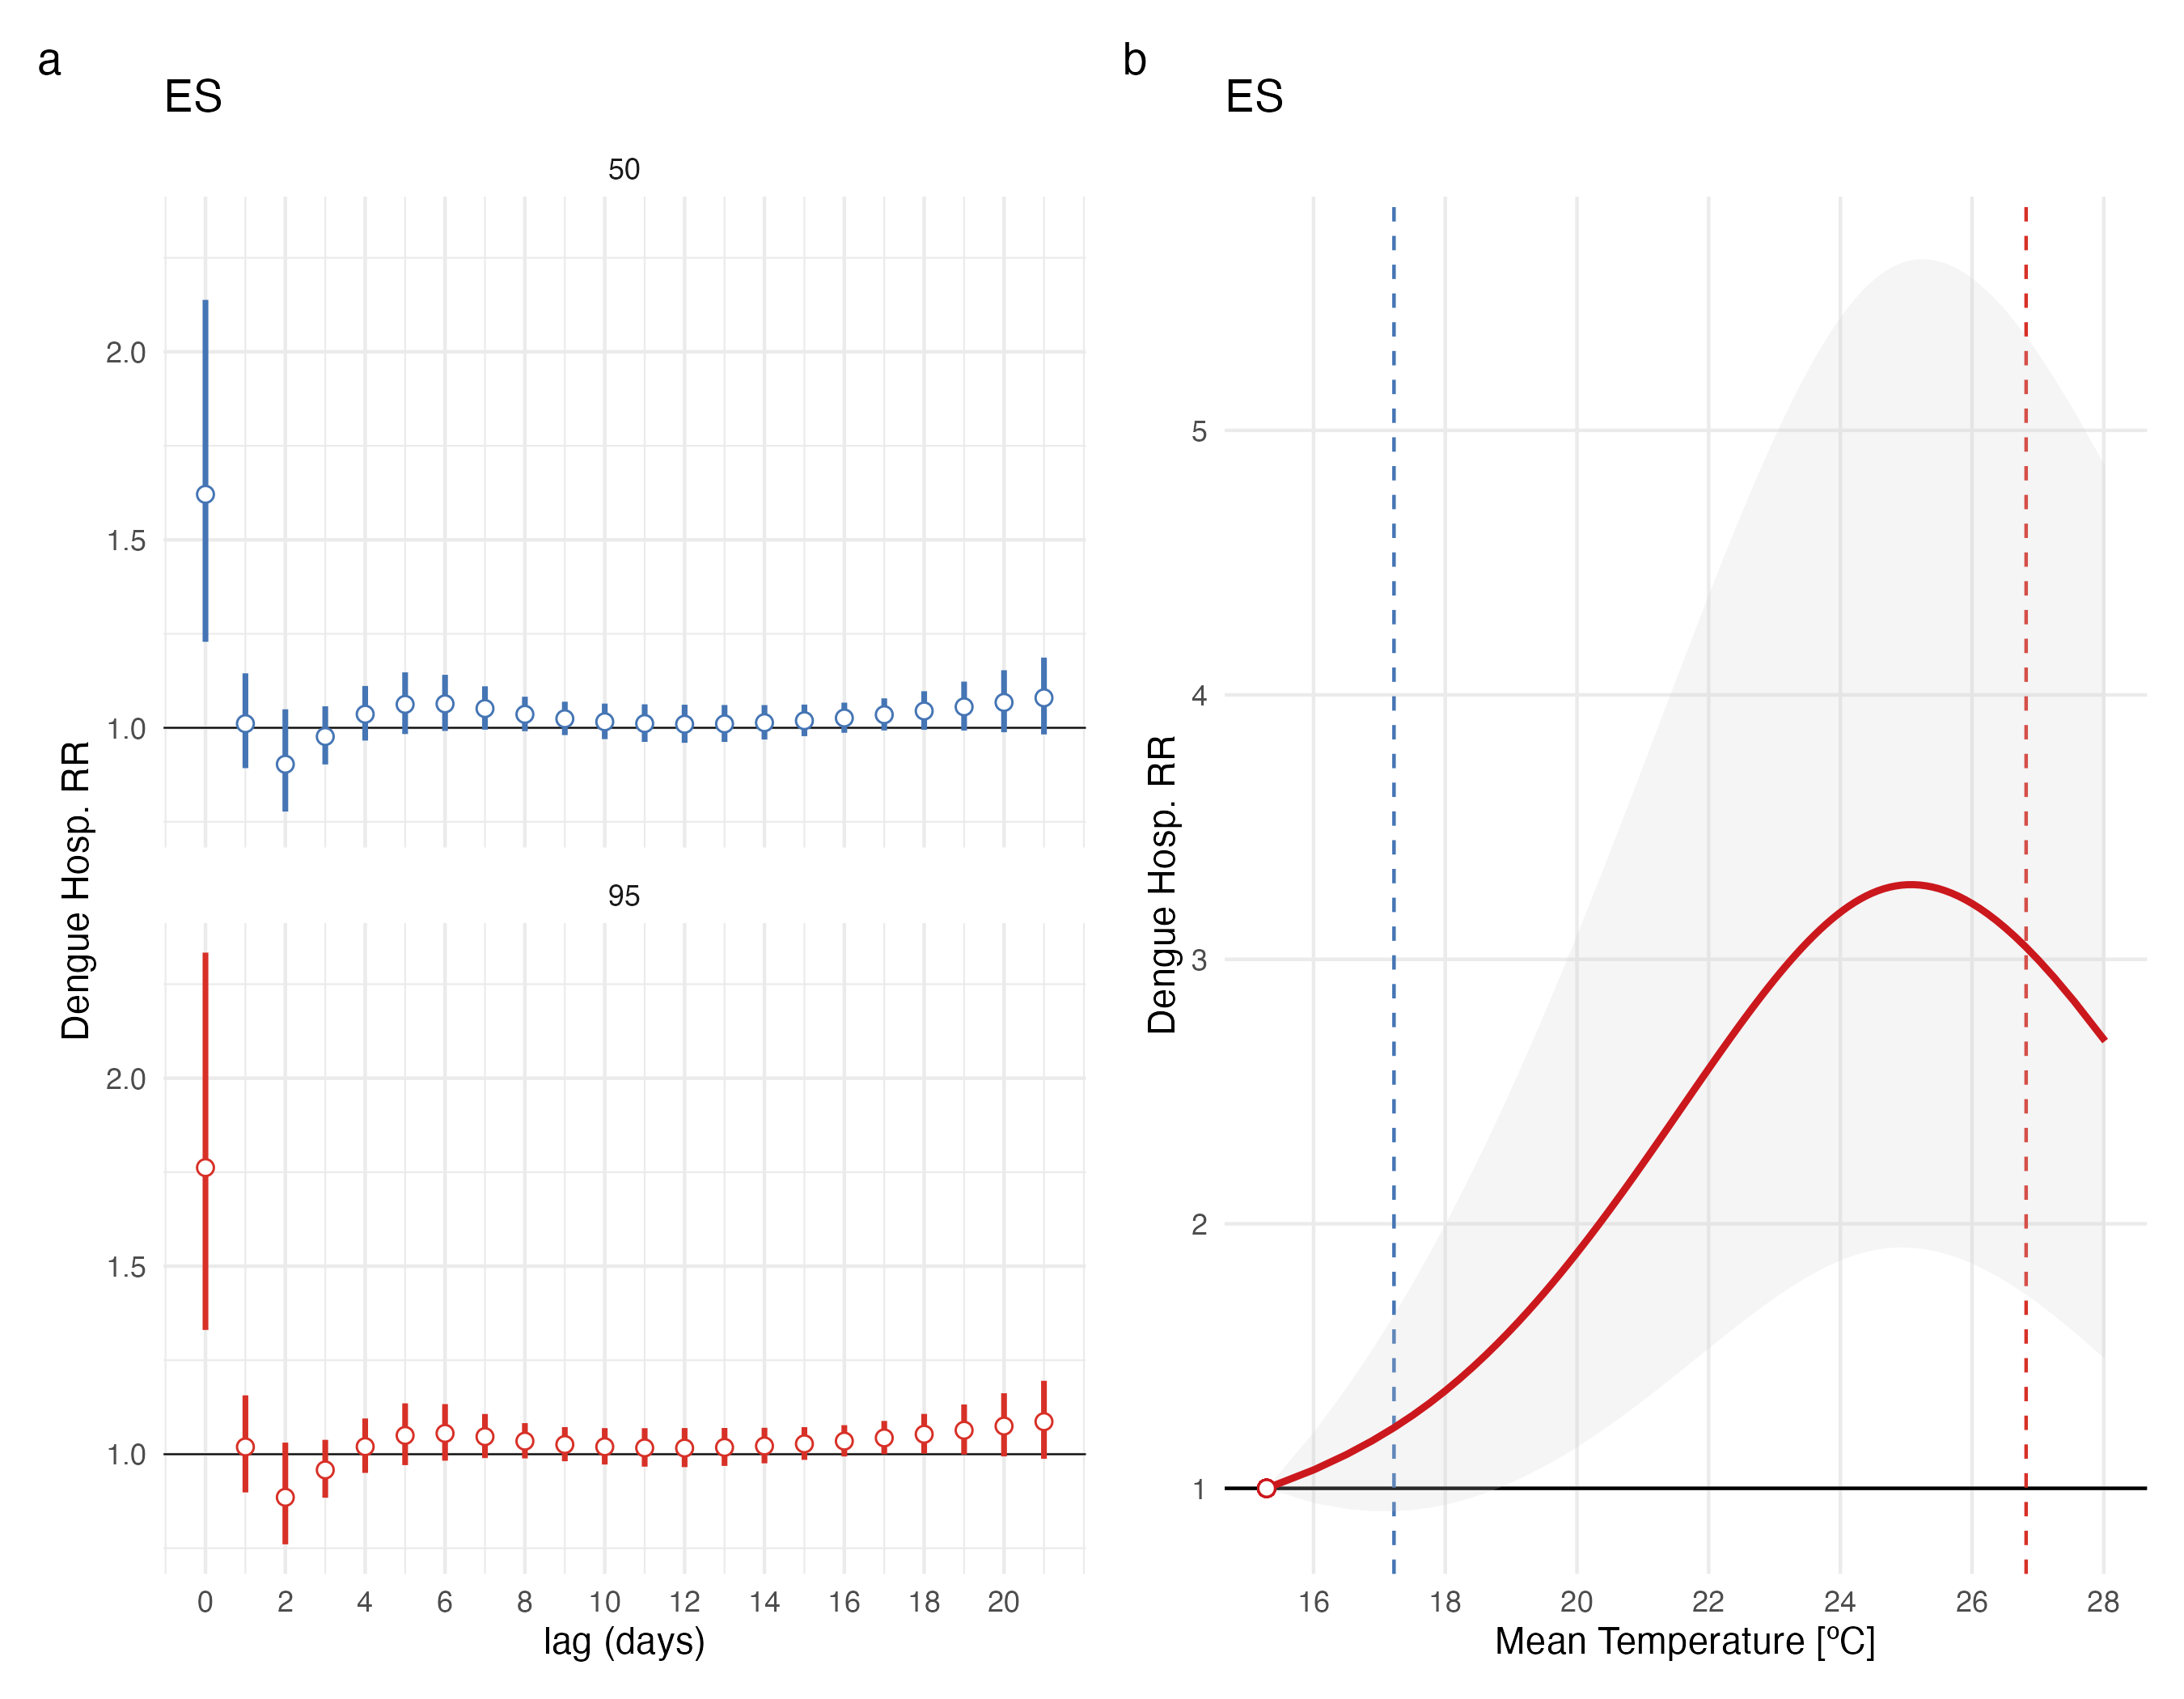 a
ES
50
2.0
1.5
1.0
95
2.0
1.5
1.0
Dengue Hosp. RR
0 2 4 6 8 10 12 14 16 18 20
lag (days)
b
ES
5
4
3
2
1
Dengue Hosp. RR
16 18 20 22 24 26 28
Mean Temperature [ºC]